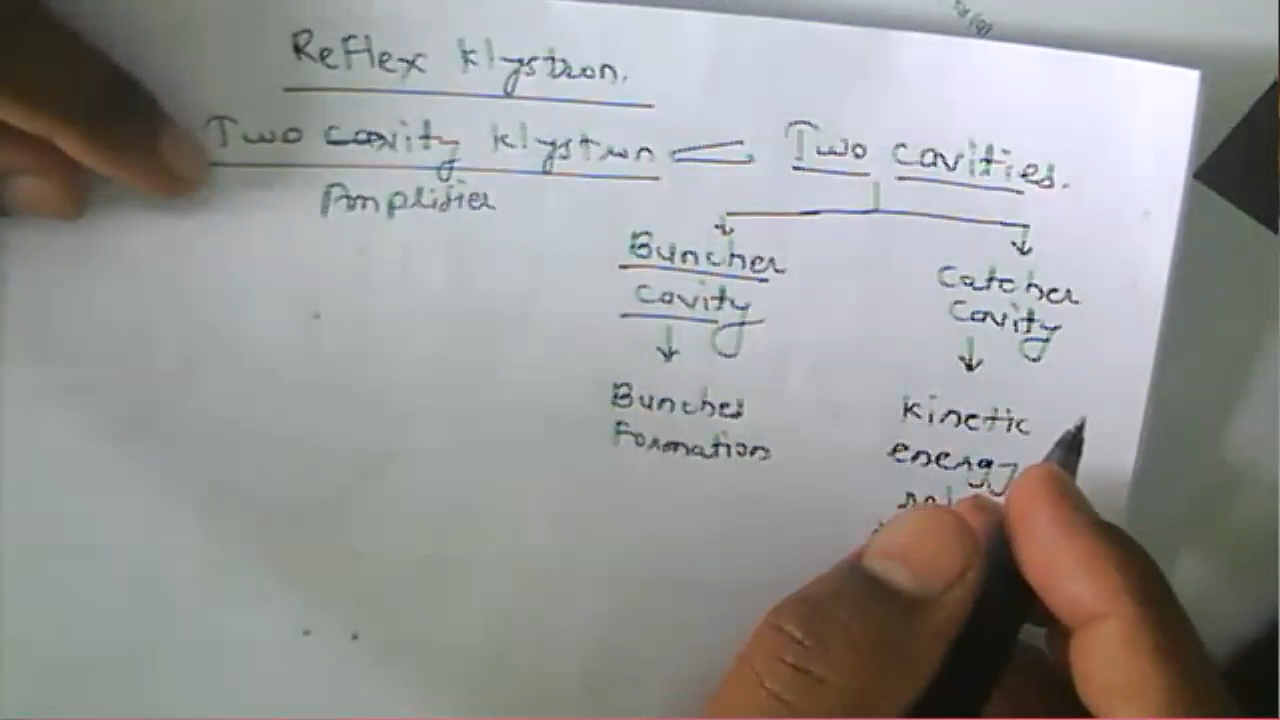 Reflex klystron.
Two cavity klystron
Amplifier
Two cavities.
Buncher
cavity
Bunches
Formation
Catcher
Cavity
Kinetic
energy